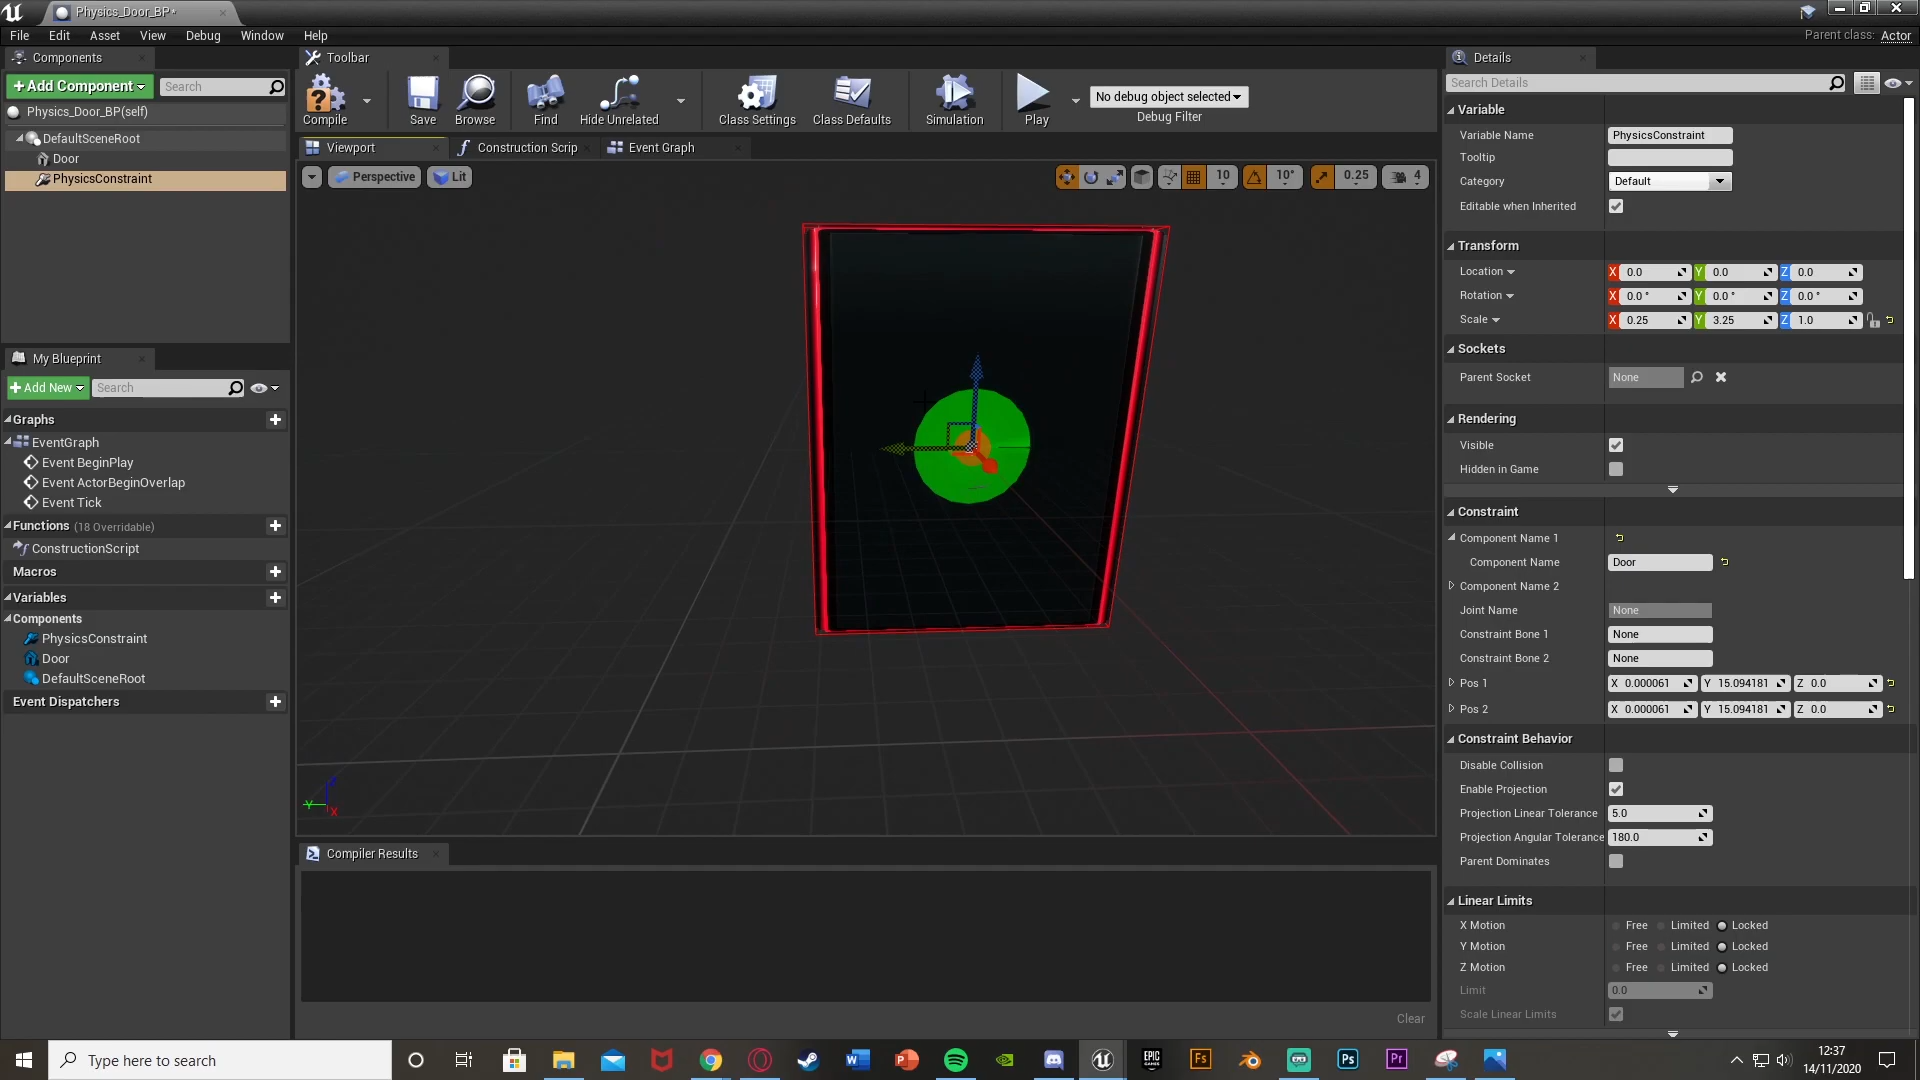 Physics_Door_BP*
File Edit Asset View Debug Window Help
Parent class: Actor
Components
+Add Component
Search
Physics_Door_BP(self)
DefaultSceneRoot
Door
PhysicsConstraint
My Blueprint
+Add New
Search
Graphs
EventGraph
Event BeginPlay
Event ActorBeginOverlap
Event Tick
Functions (18 Overridable)
ConstructionScript
Macros
Variables
Components
PhysicsConstraint
Door
DefaultSceneRoot
Event Dispatchers
Toolbar
Compile Save Browse Find Hide Unrelated Class Settings Class Defaults Simulation Play
No debug object selected
Debug Filter
Viewport Construction Scrip Event Graph
Perspective Lit
10 10° 0.25 4
Y X
Compiler Results
Clear
Details
Search Details
Variable
Variable Name PhysicsConstraint
Tooltip
Category Default
Editable when Inherited
Transform
Location X 0.0 Y 0.0 Z 0.0
Rotation X 0.0° Y 0.0° Z 0.0°
Scale X 0.25 Y 3.25 Z 1.0
Sockets
Parent Socket None
Rendering
Visible
Hidden in Game
Constraint
Component Name 1
Component Name Door
Component Name 2
Joint Name None
Constraint Bone 1 None
Constraint Bone 2 None
Pos 1 X 0.000061 Y 15.094181 Z 0.0
Pos 2 X 0.000061 Y 15.094181 Z 0.0
Constraint Behavior
Disable Collision
Enable Projection
Projection Linear Tolerance 5.0
Projection Angular Tolerance 180.0
Parent Dominates
Linear Limits
X Motion Free Limited Locked
Y Motion Free Limited Locked
Z Motion Free Limited Locked
Limit 0.0
Scale Linear Limits
Type here to search
EPIC GAMES
Fs
Ps
Pr
12:37
14/11/2020